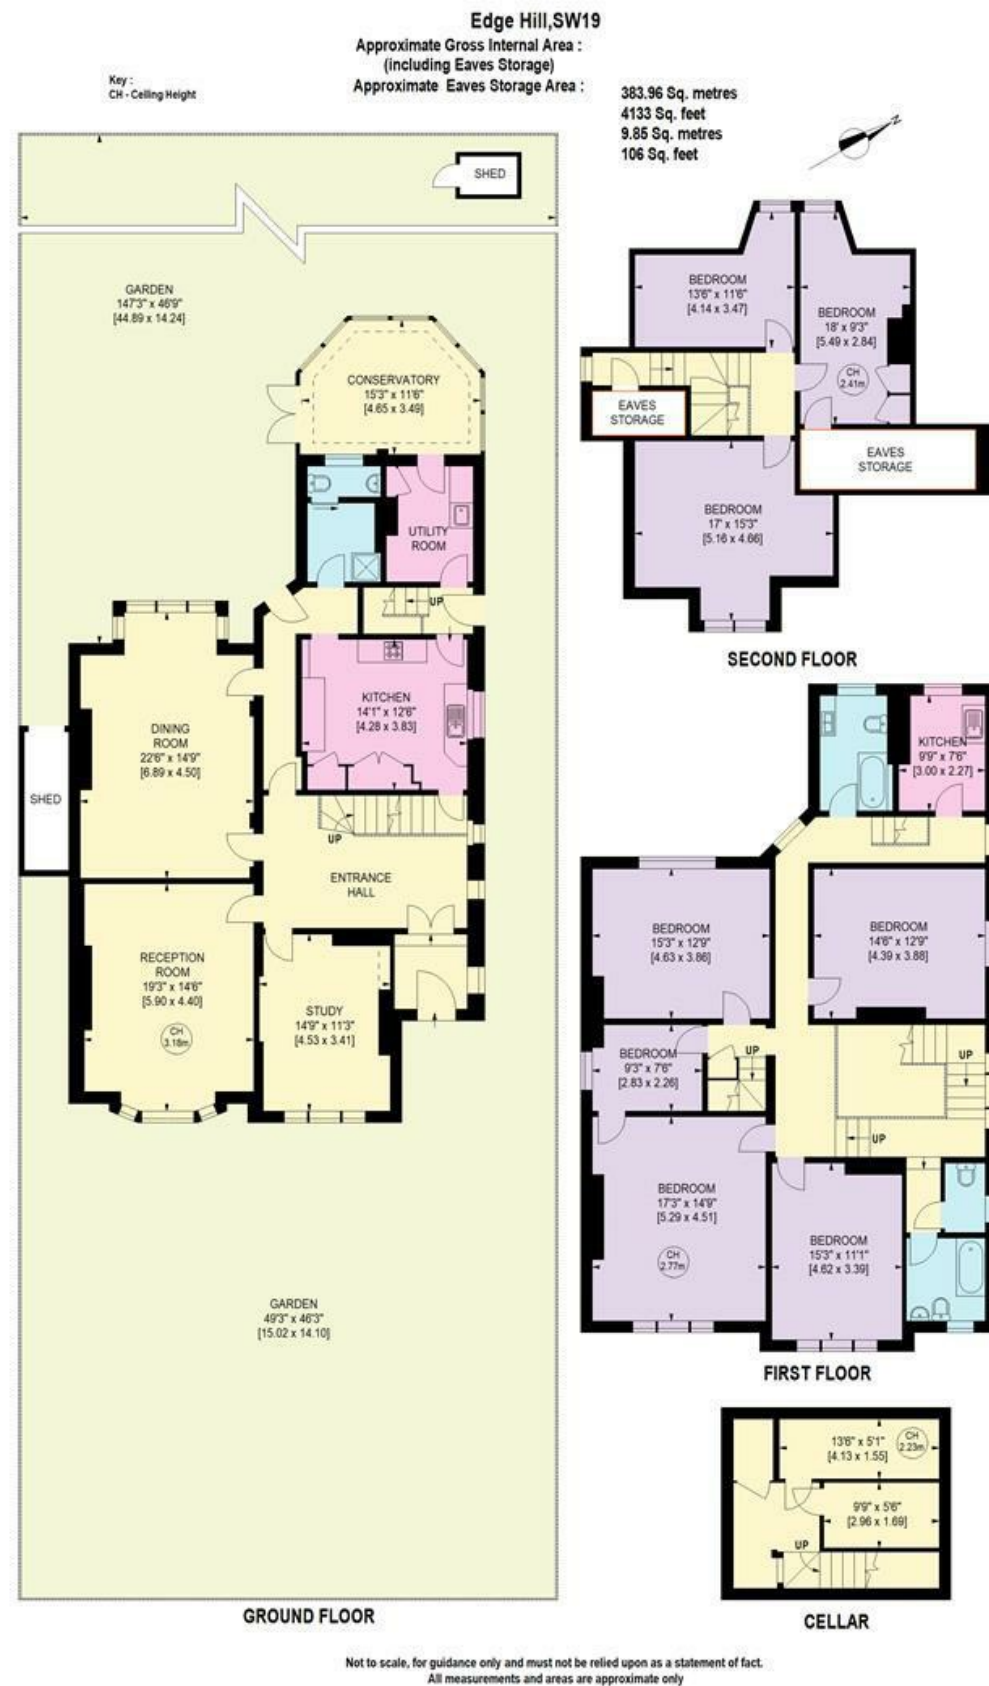 Edge Hill,SW19
Approximate Gross Internal Area :
(including Eaves Storage)
Approximate Eaves Storage Area :
383.96 Sq. metres
4133 Sq. feet
9.85 Sq. metres
106 Sq. feet
Key :
CH - Ceiling Height
N
SHED
GARDEN
147'3" x 46'9"
[44.89 x 14.24]
CONSERVATORY
15'3" x 11'6"
[4.65 x 3.49]
UTILITY
ROOM
UP
KITCHEN
14'1" x 12'6"
[4.28 x 3.83]
DINING
ROOM
22'6" x 14'9"
[6.89 x 4.50]
SHED
UP
ENTRANCE
HALL
RECEPTION
ROOM
19'3" x 14'6"
[5.90 x 4.40]
CH
3.18m
STUDY
14'9" x 11'3"
[4.53 x 3.41]
GARDEN
49'3" x 46'3"
[15.02 x 14.10]
GROUND FLOOR
BEDROOM
13'6" x 11'6"
[4.14 x 3.47]
BEDROOM
18' x 9'3"
[5.49 x 2.84]
CH
2.41m
EAVES
STORAGE
EAVES
STORAGE
BEDROOM
17' x 15'3"
[5.16 x 4.66]
SECOND FLOOR
KITCHEN
9'9" x 7'6"
[3.00 x 2.27]
BEDROOM
15'3" x 12'9"
[4.63 x 3.86]
BEDROOM
14'6" x 12'9"
[4.39 x 3.88]
BEDROOM
9'3" x 7'6"
[2.83 x 2.26]
UP
UP
UP
BEDROOM
17'3" x 14'9"
[5.29 x 4.51]
CH
2.77m
BEDROOM
15'3" x 11'1"
[4.62 x 3.39]
FIRST FLOOR
13'6" x 5'1"
[4.13 x 1.55]
CH
2.23m
9'9" x 5'6"
[2.96 x 1.69]
UP
CELLAR
Not to scale, for guidance only and must not be relied upon as a statement of fact.
All measurements and areas are approximate only